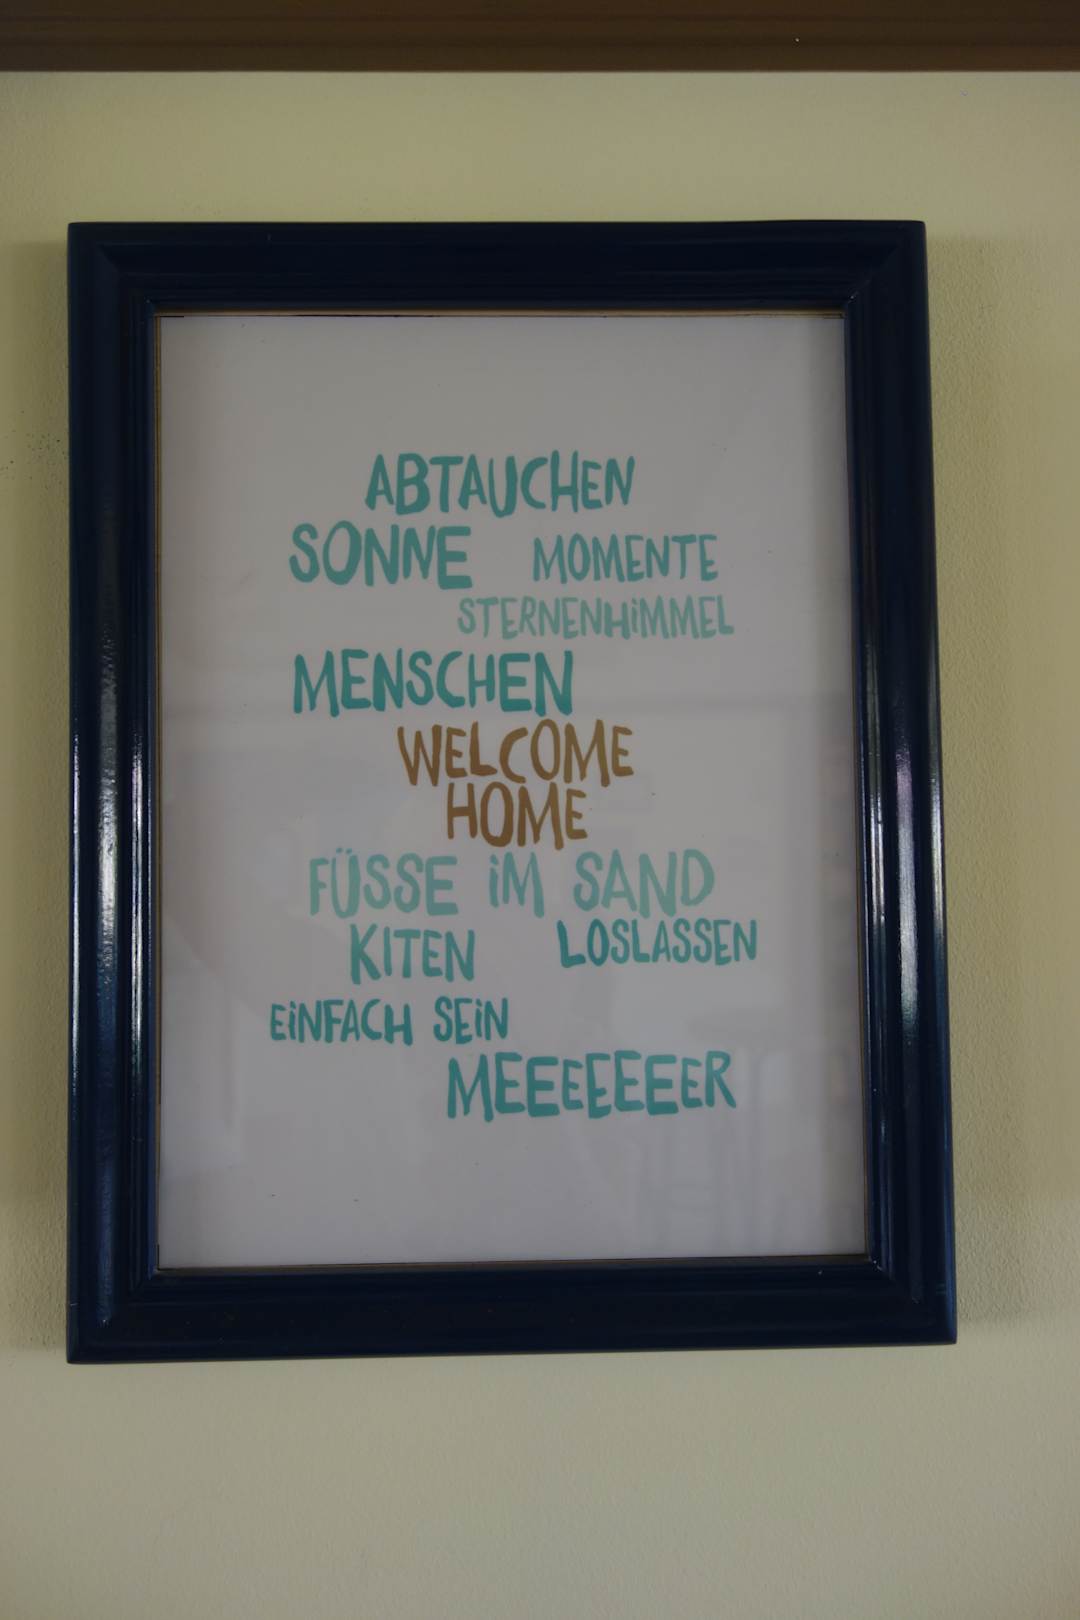 ABTAUCHEN
SONNE MOMENTE
STERNENHiMMEL
MENSCHEN
WELCOME
HOME
FÜSSE iM SAND
KITEN LOSLASSEN
EiNFACH SEiN
MEEEEEEER